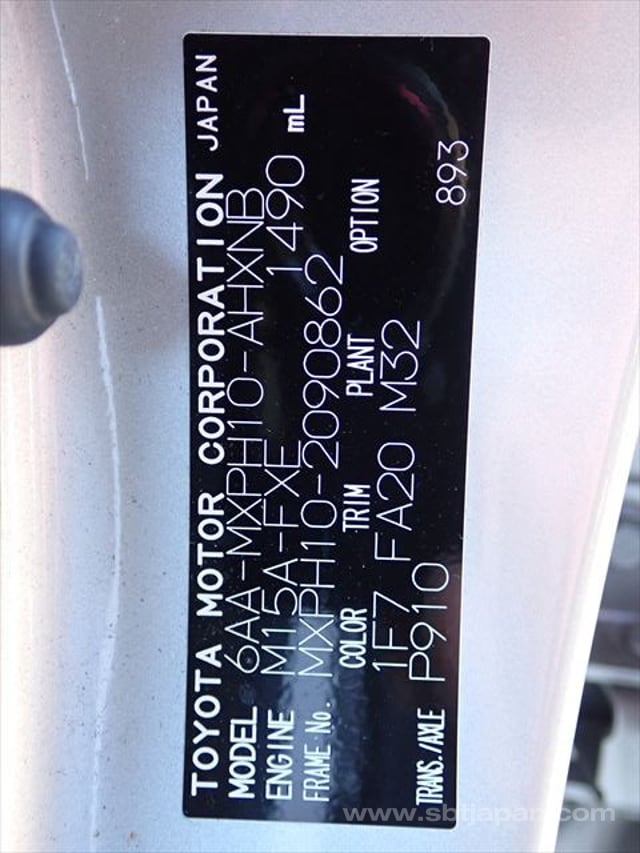 TOYOTA MOTOR CORPORATION JAPAN
MODEL 6AA-MXPH10-AHXNB
ENGINE M15A-FXE 1490 mL
FRAME No. MXPH10-2090862
COLOR TRIM PLANT OPTION
1F7 FA20 M32
TRANS./AXLE P910 893
www.sbtjapan.com